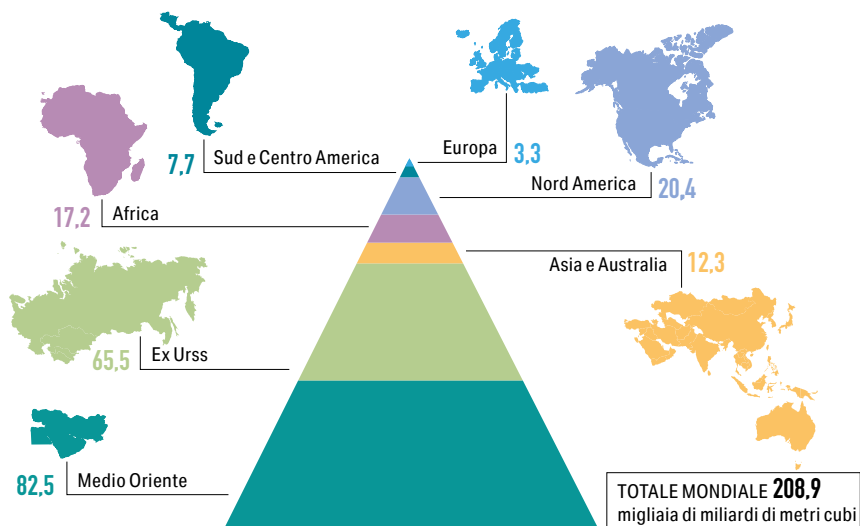 Sud e Centro America
7,7
Europa
3,3
Nord America
20,4
Africa
17,2
Asia e Australia
12,3
Ex Urss
65,5
Medio Oriente
82,5
TOTALE MONDIALE 208,9
migliaia di miliardi di metri cubi